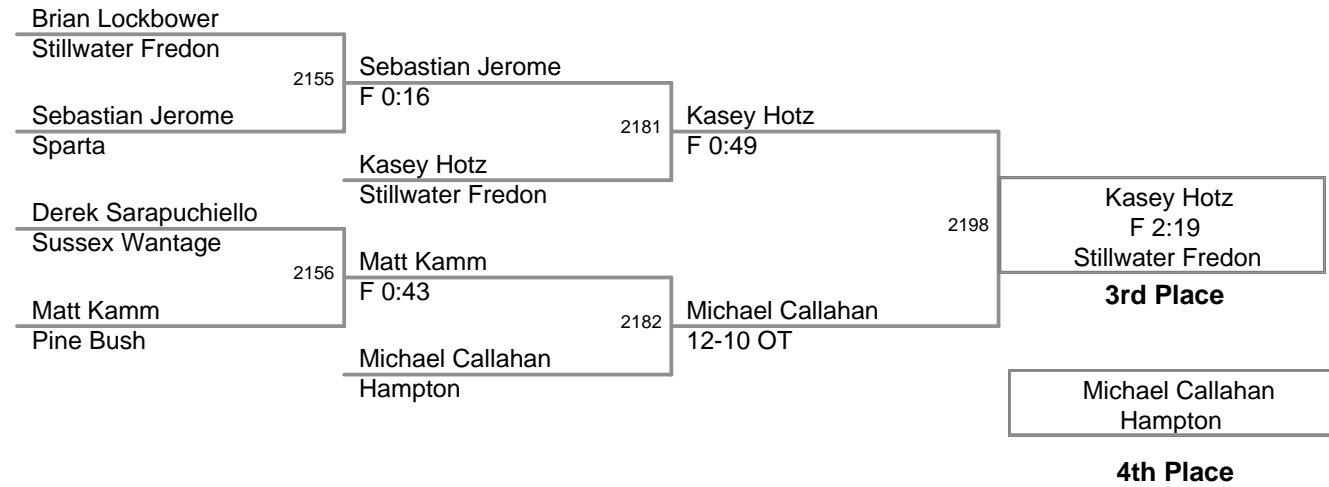 Brian Lockbower
Stillwater Fredon
2155
Sebastian Jerome
F 0:16
Sebastian Jerome
Sparta
2181
Kasey Hotz
F 0:49
Kasey Hotz
Stillwater Fredon
Derek Sarapuchiello
Sussex Wantage
2156
Matt Kamm
F 0:43
Matt Kamm
Pine Bush
2182
Michael Callahan
12-10 OT
Michael Callahan
Hampton
2198
Kasey Hotz
F 2:19
Stillwater Fredon
3rd Place
Michael Callahan
Hampton
4th Place